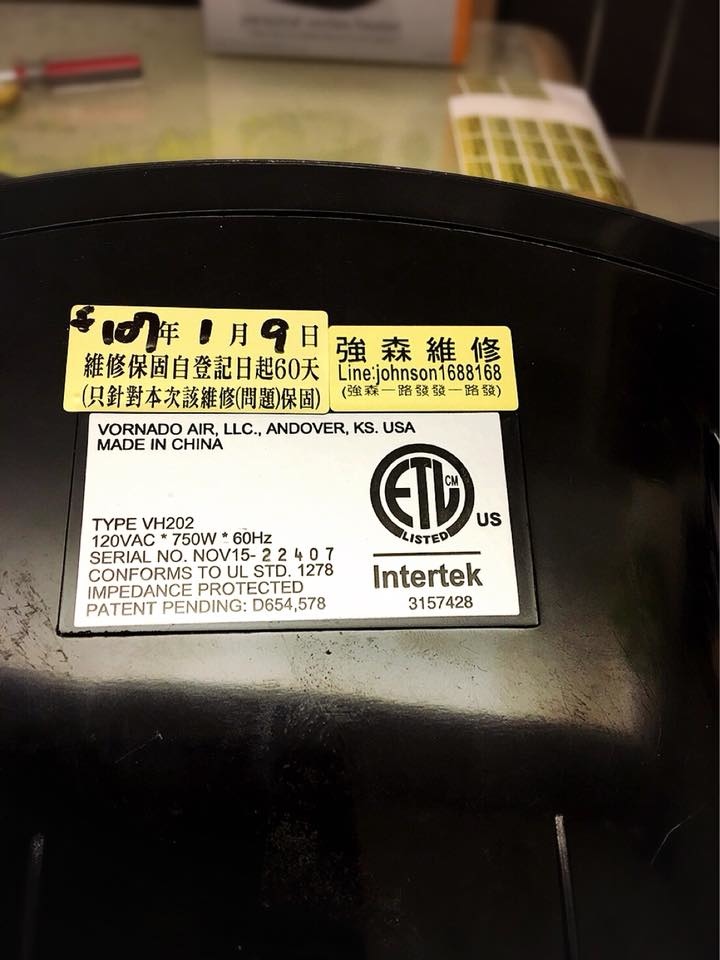 107年 1月 9日
維修保固自登記日起60天
(只針對本次該維修(問題)保固)
強森維修
Line:johnson1688168
(強森一路發發一路發)
VORNADO AIR, LLC., ANDOVER, KS. USA
MADE IN CHINA
TYPE VH202
120VAC * 750W * 60Hz
SERIAL NO. NOV15-22407
CONFORMS TO UL STD. 1278
IMPEDANCE PROTECTED
PATENT PENDING: D654,578
ETL CM
LISTED
US
Intertek
3157428